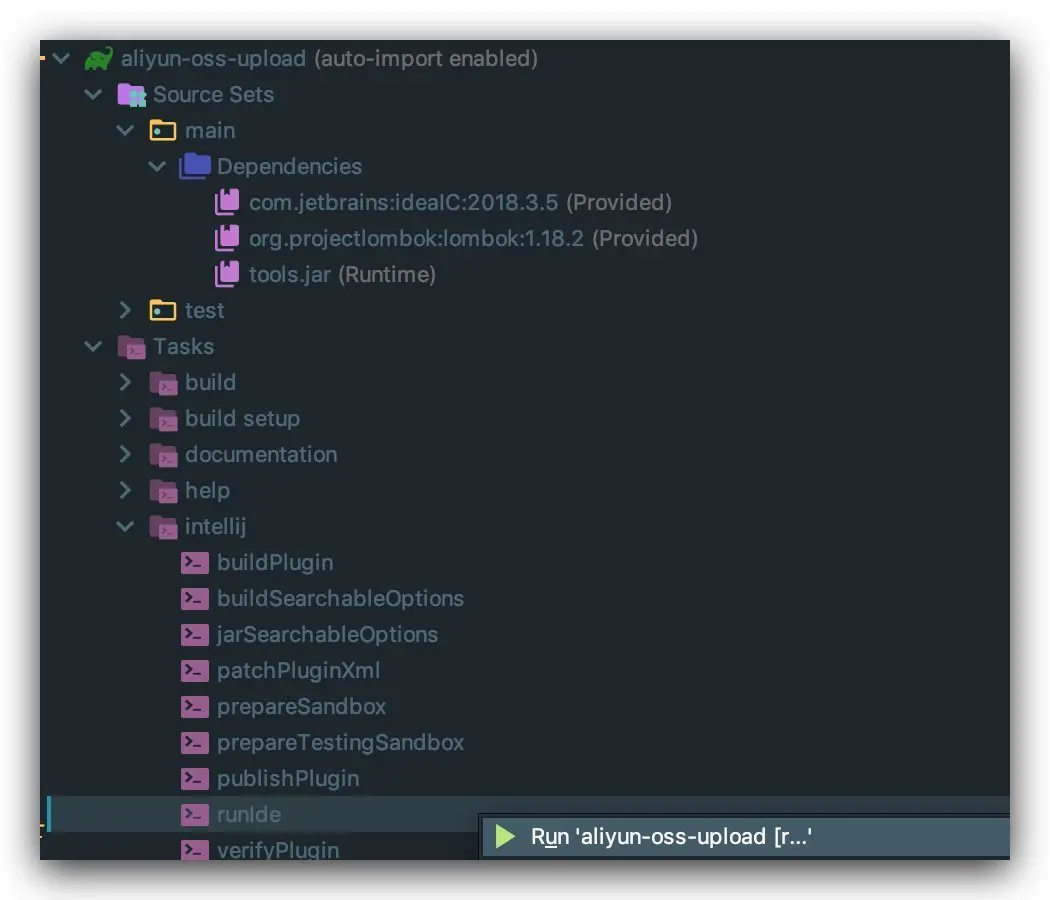 aliyun-oss-upload (auto-import enabled)
Source Sets
main
Dependencies
com.jetbrains:ideaIC:2018.3.5 (Provided)
org.projectlombok:lombok:1.18.2 (Provided)
tools.jar (Runtime)
test
Tasks
build
build setup
documentation
help
intellij
buildPlugin
buildSearchableOptions
jarSearchableOptions
patchPluginXml
prepareSandbox
prepareTestingSandbox
publishPlugin
runIde
Run 'aliyun-oss-upload [r...'
verifyPlugin